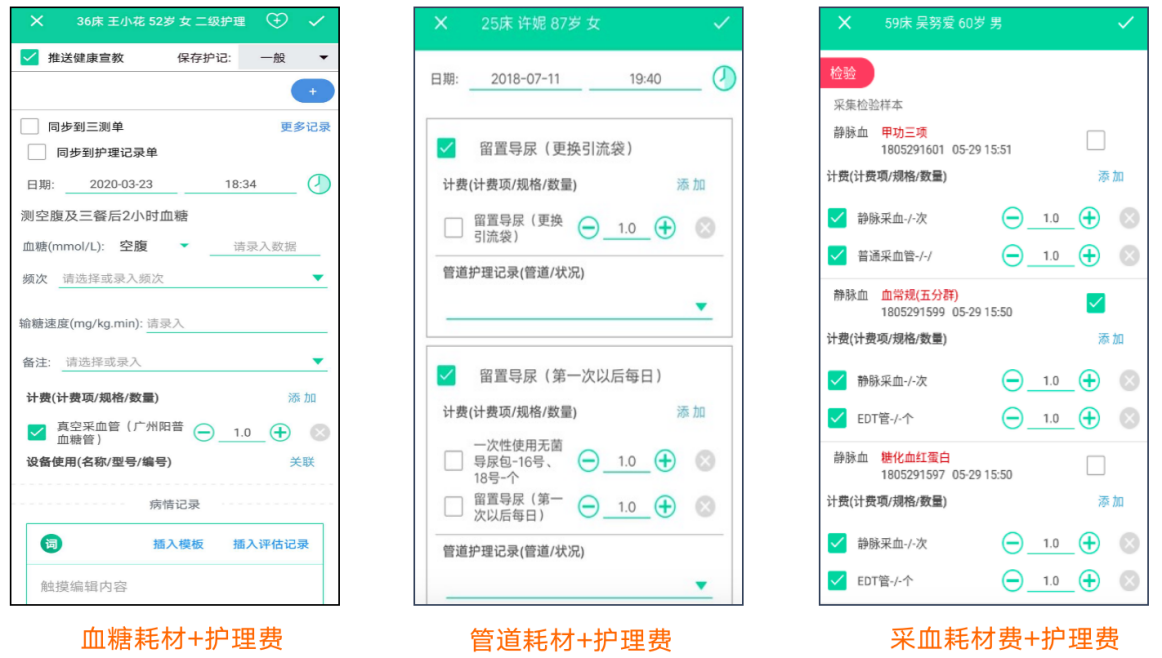 36床 王小花 52岁 女 二级护理
推送健康宣教 保存护记: 一般
+
同步到三测单 更多记录
同步到护理记录单
日期: 2020-03-23 18:34
测空腹及三餐后2小时血糖
血糖(mmol/L): 空腹 请录入数据
频次 请选择或录入频次
输糖速度(mg/kg.min): 请录入
备注: 请选择或录入
计费(计费项/规格/数量) 添加
真空采血管（广州阳普
血糖管） 1.0
设备使用(名称/型号/编号) 关联
病情记录
词 插入模板 插入评估记录
触摸编辑内容
血糖耗材+护理费
25床 许妮 87岁 女
日期: 2018-07-11 19:40
留置导尿（更换引流袋）
计费(计费项/规格/数量) 添加
留置导尿（更换
引流袋） 1.0
管道护理记录(管道/状况)
留置导尿（第一次以后每日）
计费(计费项/规格/数量) 添加
一次性使用无菌
导尿包-16号、
18号-个 1.0
留置导尿（第一
次以后每日） 1.0
管道护理记录(管道/状况)
管道耗材+护理费
59床 吴努爱 60岁 男
检验
采集检验样本
静脉血 甲功三项
1805291601 05-29 15:51
计费(计费项/规格/数量) 添加
静脉采血-/-次 1.0
普通采血管-/-/ 1.0
静脉血 血常规(五分群)
1805291599 05-29 15:50
计费(计费项/规格/数量) 添加
静脉采血-/-次 1.0
EDT管-/-个 1.0
静脉血 糖化血红蛋白
1805291597 05-29 15:50
计费(计费项/规格/数量) 添加
静脉采血-/-次 1.0
EDT管-/-个 1.0
采血耗材费+护理费